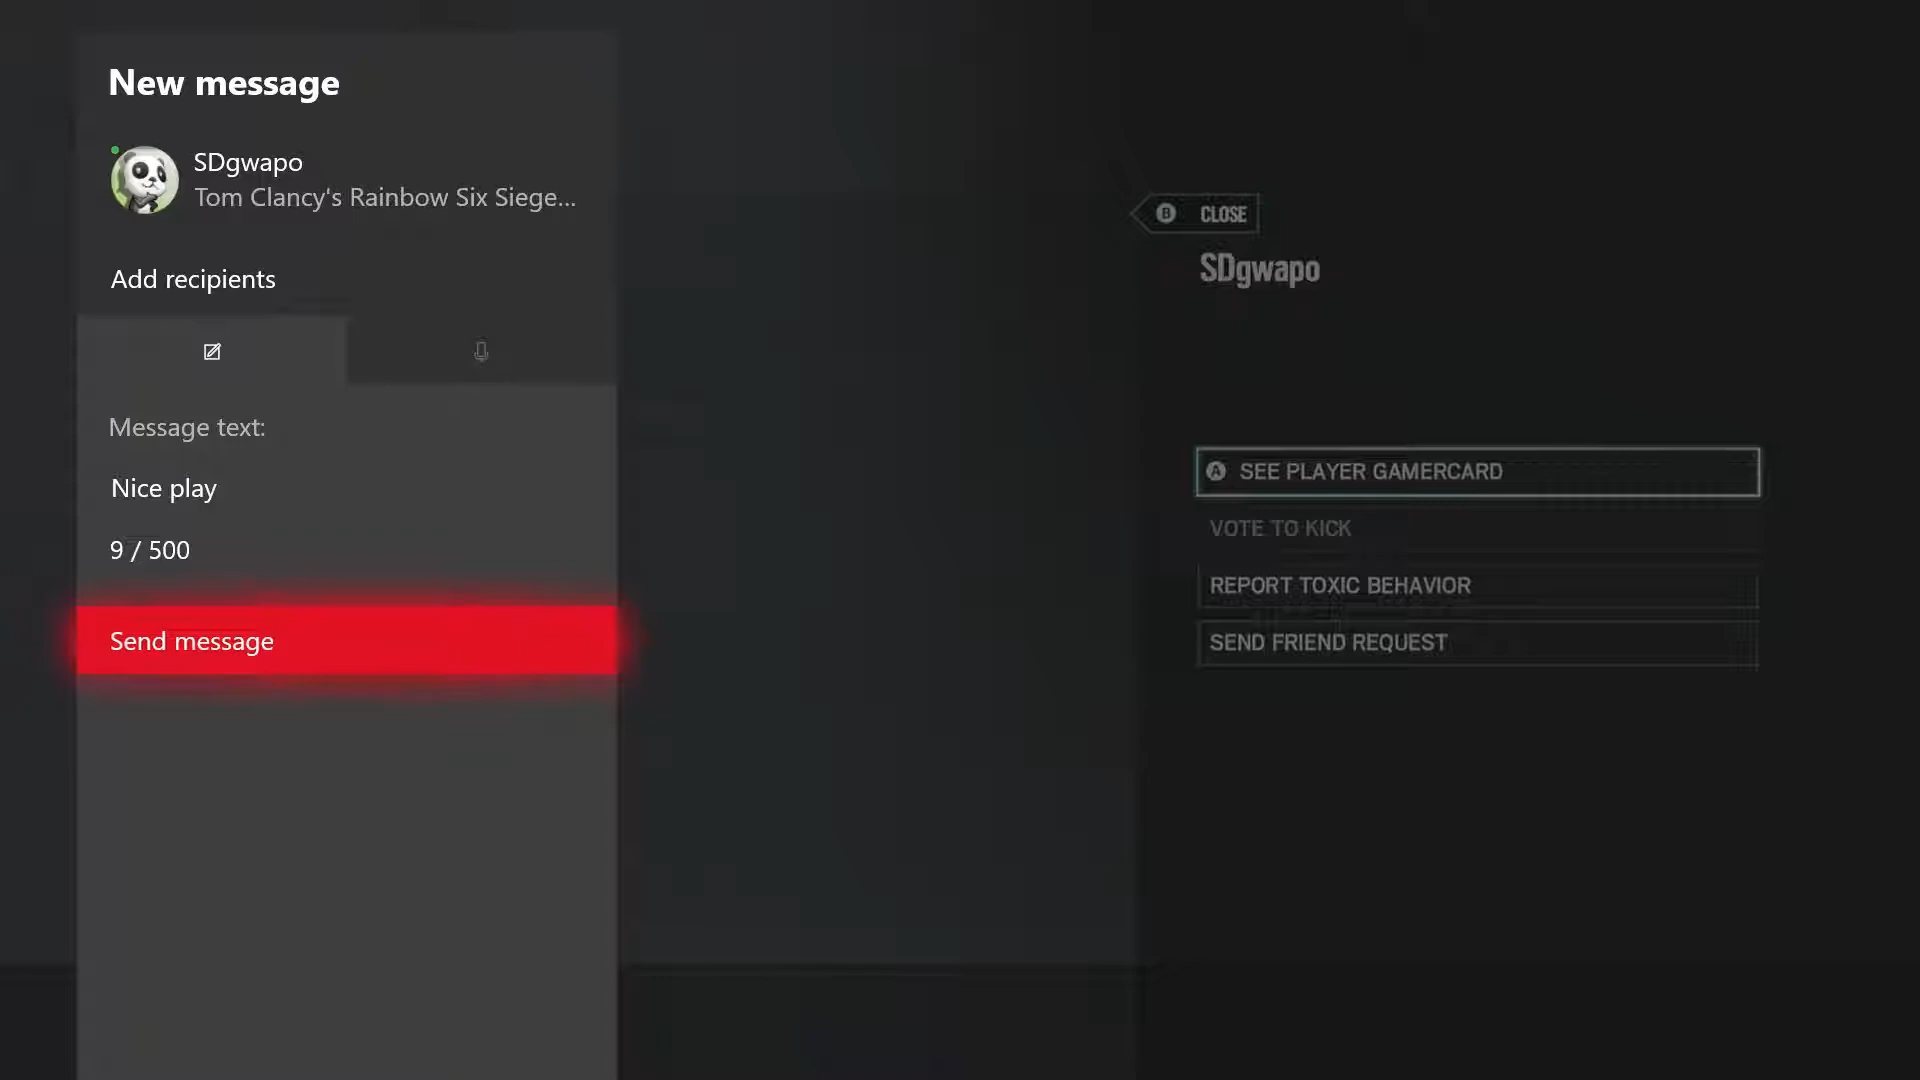 New message
SDgwapo
Tom Clancy's Rainbow Six Siege...
Add recipients
Message text:
Nice play
9 / 500
Send message
B CLOSE
SDgwapo
A SEE PLAYER GAMERCARD
VOTE TO KICK
REPORT TOXIC BEHAVIOR
SEND FRIEND REQUEST